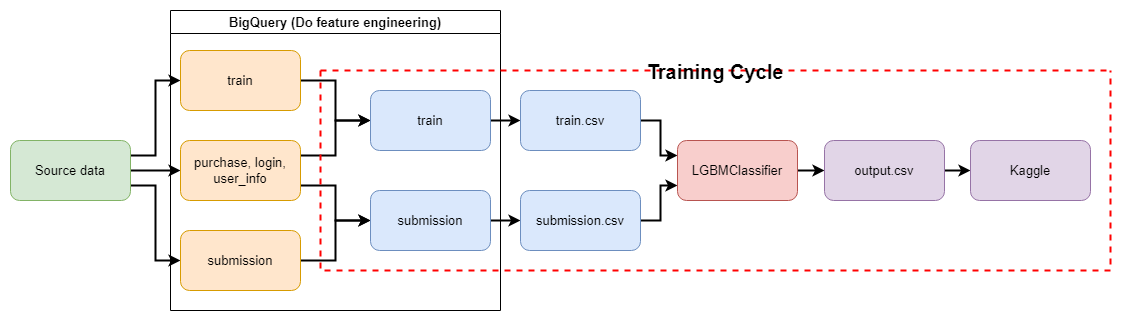 BigQuery (Do feature engineering)
Training Cycle
train
train
train.csv
Source data
purchase, login,
user_info
LGBMClassifier
output.csv
Kaggle
submission
submission.csv
submission